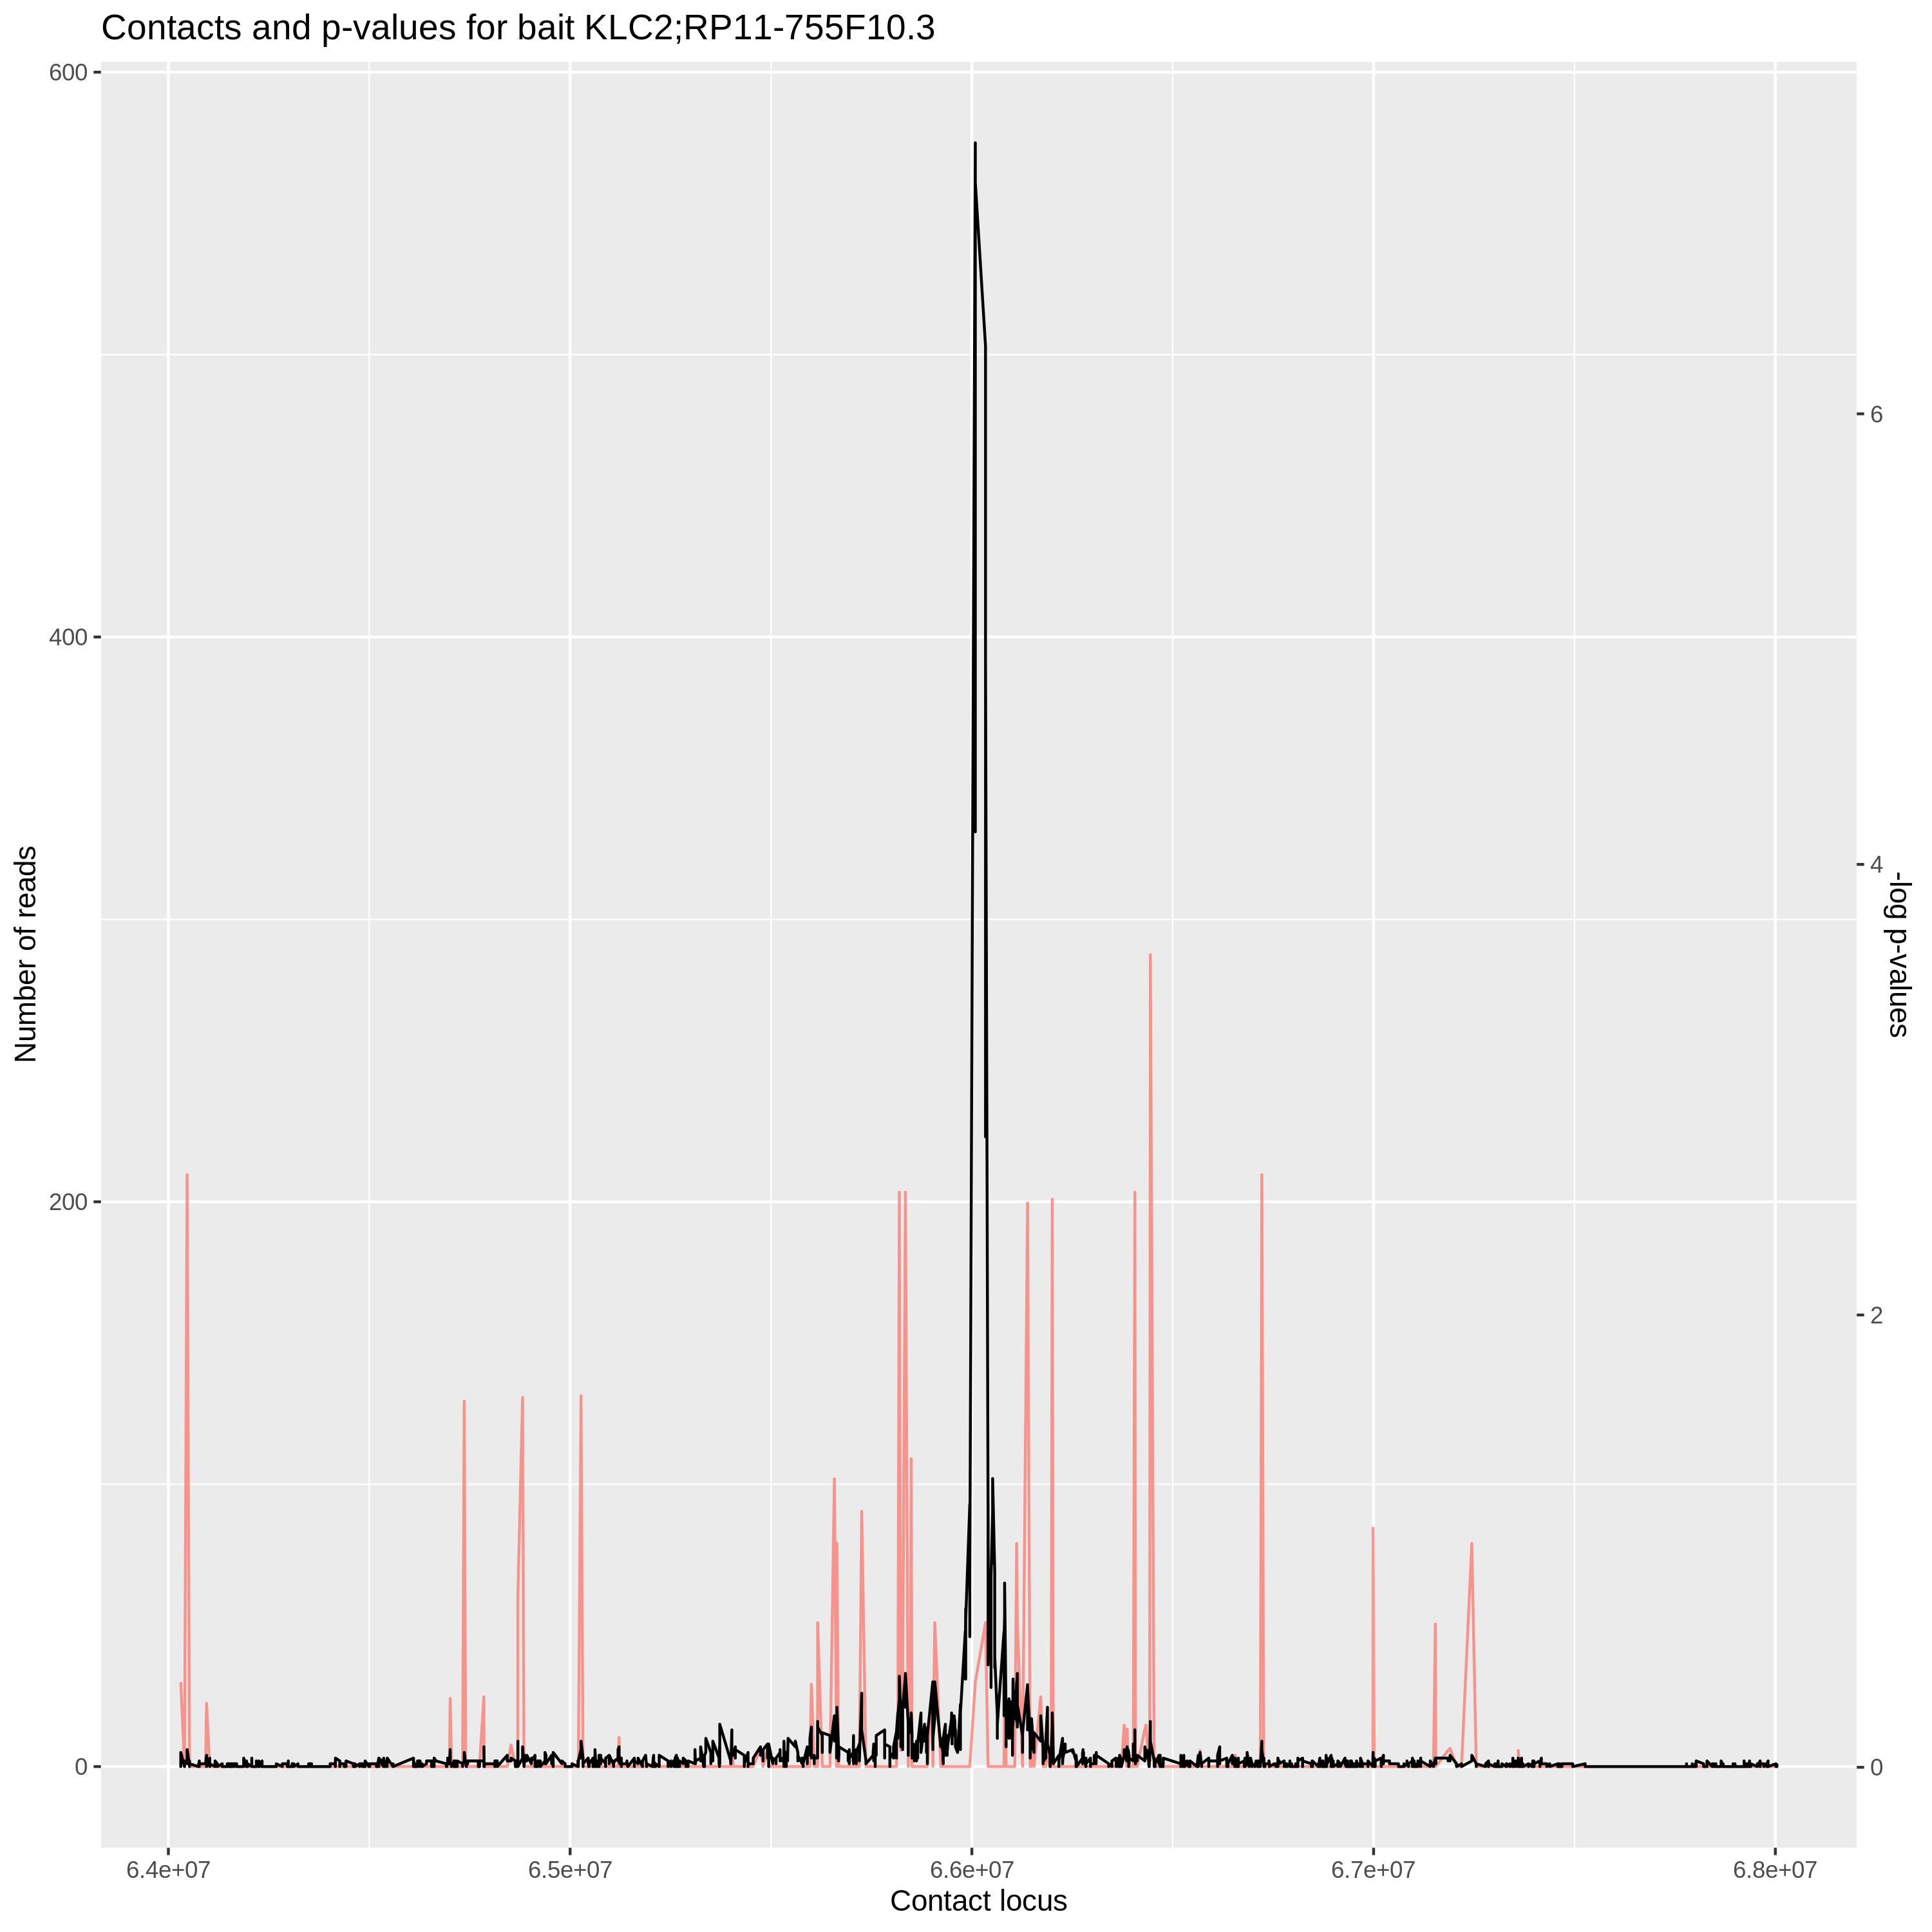 Contacts and p-values for bait KLC2;RP11-755F10.3
600
400
200
0
Number of reads
6
4
2
0
-log p-values
6.4e+07
6.5e+07
6.6e+07
6.7e+07
6.8e+07
Contact locus